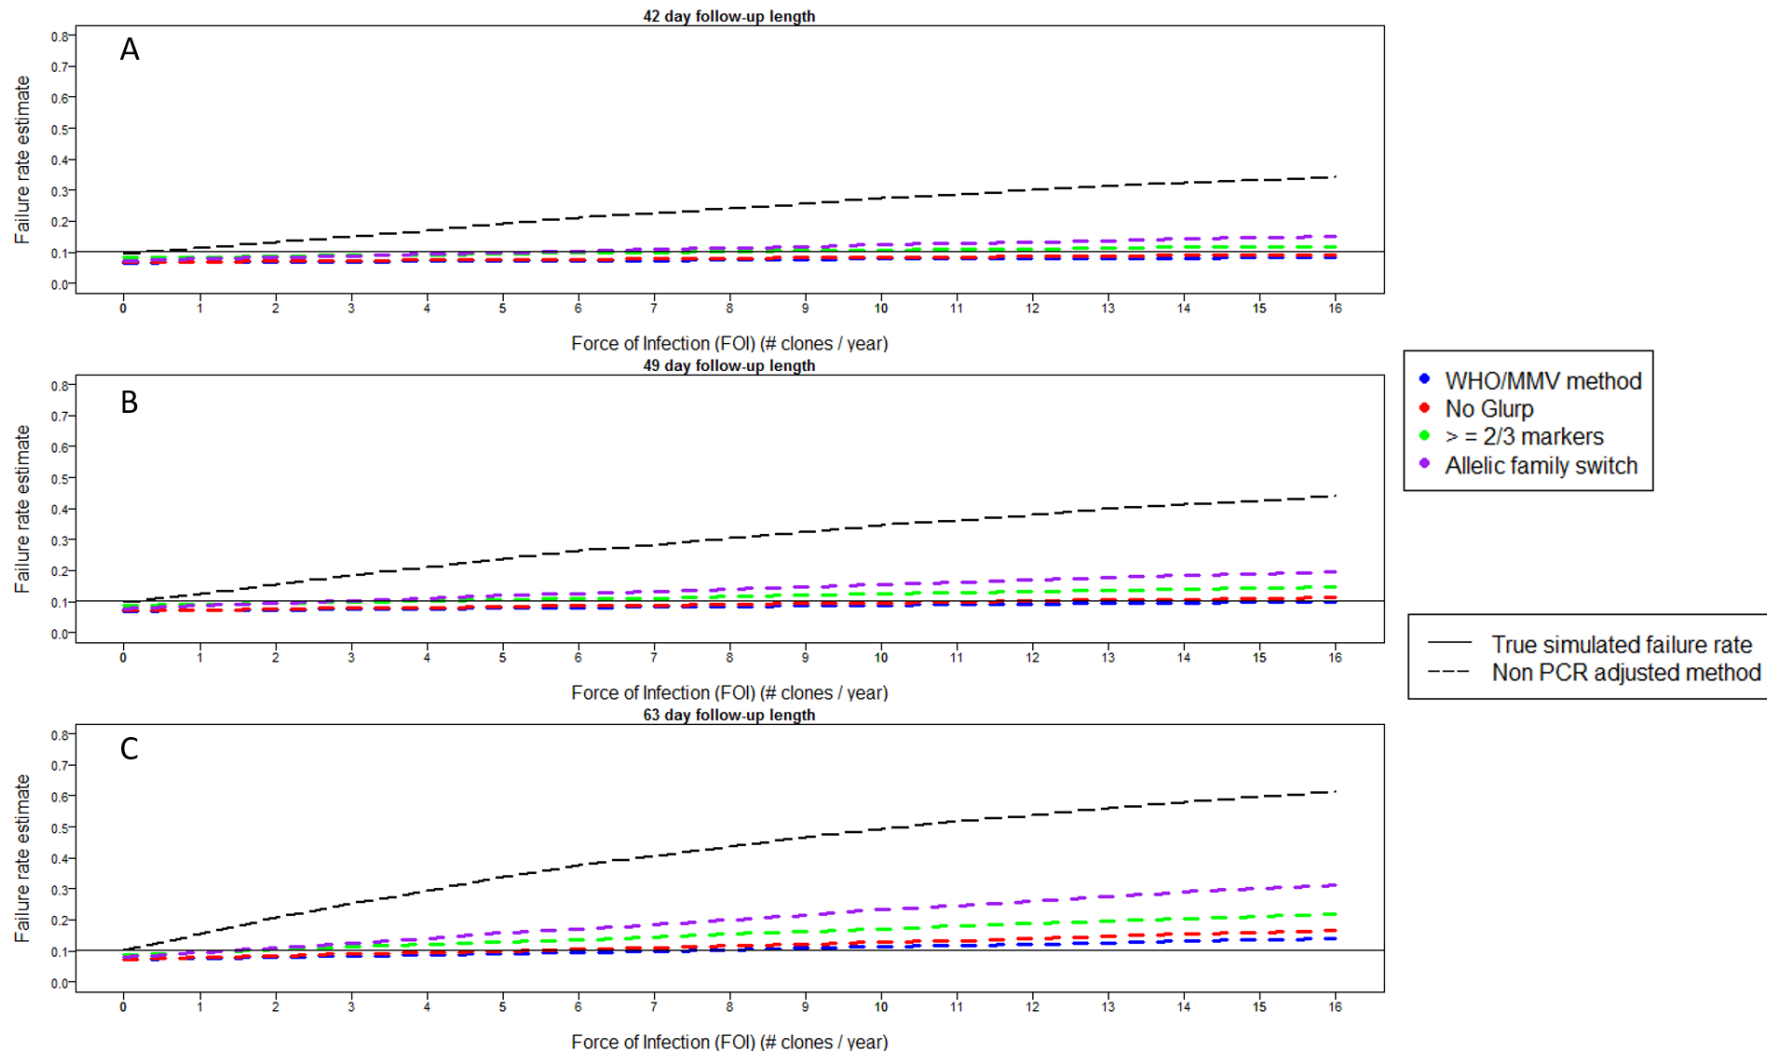 42 day follow-up length
A
Failure rate estimate
0.8
0.7
0.6
0.5
0.4
0.3
0.2
0.1
0.0
0 1 2 3 4 5 6 7 8 9 10 11 12 13 14 15 16
Force of Infection (FOI) (# clones / year)
49 day follow-up length
B
Failure rate estimate
0.8
0.7
0.6
0.5
0.4
0.3
0.2
0.1
0.0
0 1 2 3 4 5 6 7 8 9 10 11 12 13 14 15 16
Force of Infection (FOI) (# clones / year)
63 day follow-up length
C
Failure rate estimate
0.8
0.7
0.6
0.5
0.4
0.3
0.2
0.1
0.0
0 1 2 3 4 5 6 7 8 9 10 11 12 13 14 15 16
Force of Infection (FOI) (# clones / year)
WHO/MMV method
No Glurp
> = 2/3 markers
Allelic family switch
True simulated failure rate
Non PCR adjusted method